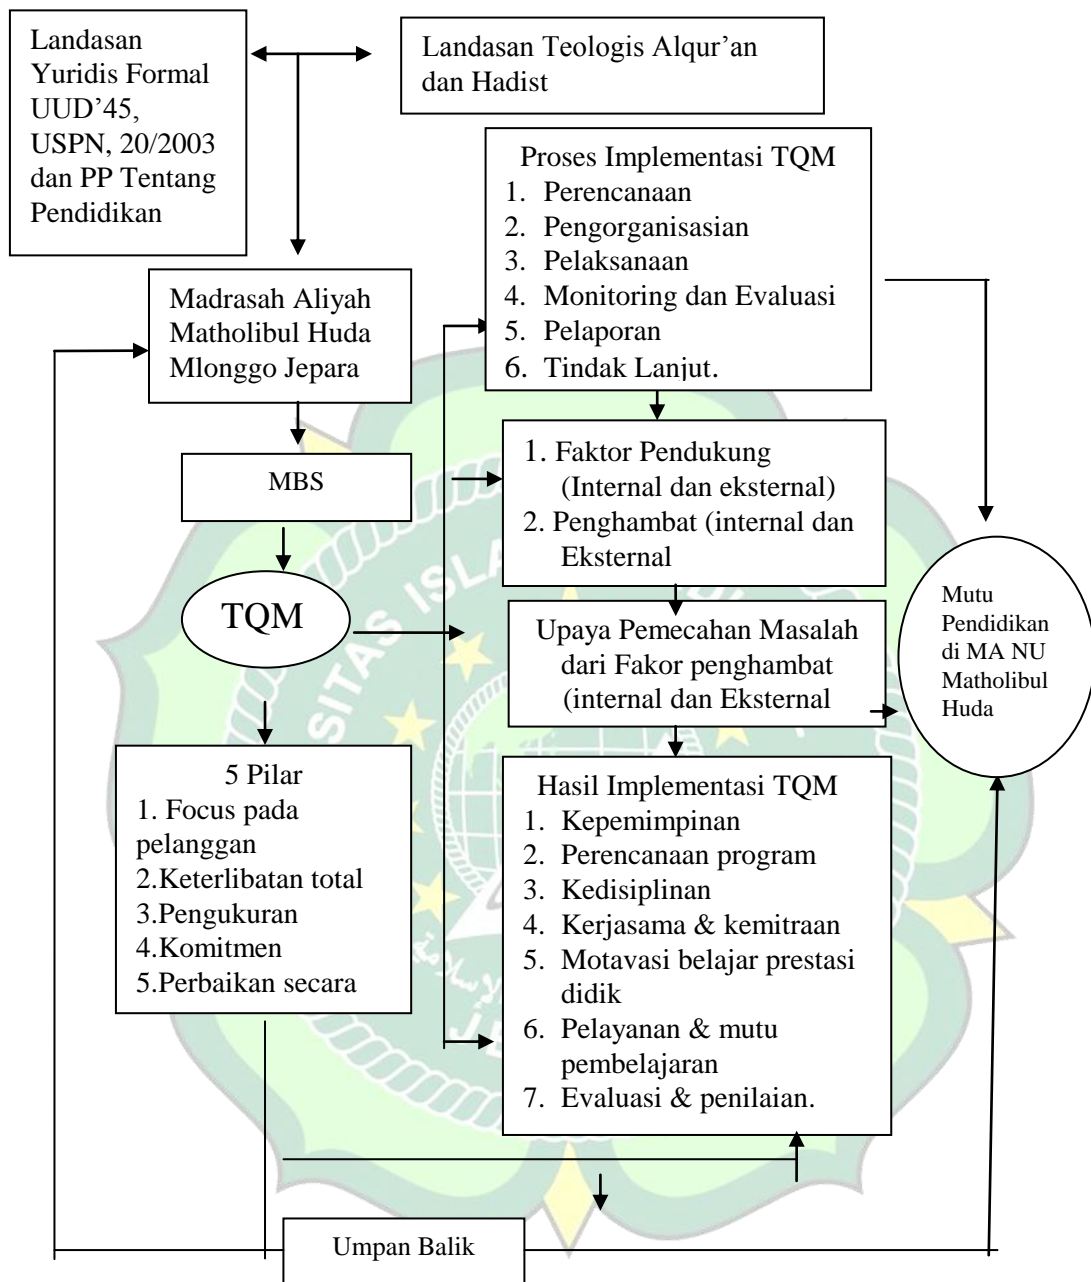 Landasan
Yuridis Formal
UUD’45,
USPN, 20/2003
dan PP Tentang
Pendidikan
Landasan Teologis Alqur’an
dan Hadist
Proses Implementasi TQM
1. Perencanaan
2. Pengorganisasian
3. Pelaksanaan
4. Monitoring dan Evaluasi
5. Pelaporan
6. Tindak Lanjut.
Madrasah Aliyah
Matholibul Huda
Mlonggo Jepara
MBS
1. Faktor Pendukung
(Internal dan eksternal)
2. Penghambat (internal dan
Eksternal
TQM
Upaya Pemecahan Masalah
dari Fakor penghambat
(internal dan Eksternal
Mutu
Pendidikan
di MA NU
Matholibul
Huda
5 Pilar
1. Focus pada
pelanggan
2.Keterlibatan total
3.Pengukuran
4.Komitmen
5.Perbaikan secara
Hasil Implementasi TQM
1. Kepemimpinan
2. Perencanaan program
3. Kedisiplinan
4. Kerjasama & kemitraan
5. Motavasi belajar prestasi
didik
6. Pelayanan & mutu
pembelajaran
7. Evaluasi & penilaian.
Umpan Balik